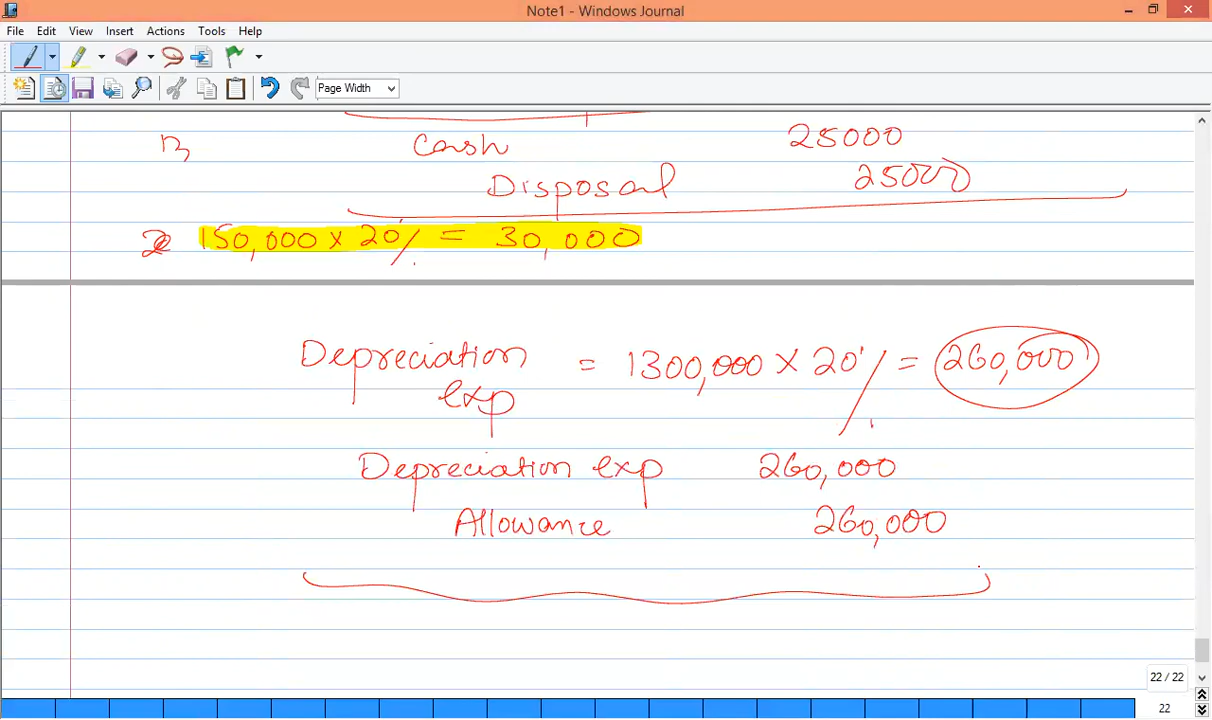 Note1 - Windows Journal
File Edit View Insert Actions Tools Help
Page Width
Cash 25000
Disposal 25000
150,000 x 20% = 30,000
Depreciation exp = 1300,000 x 20% = 260,000
Depreciation exp 260,000
Allowance 260,000
22 / 22
22